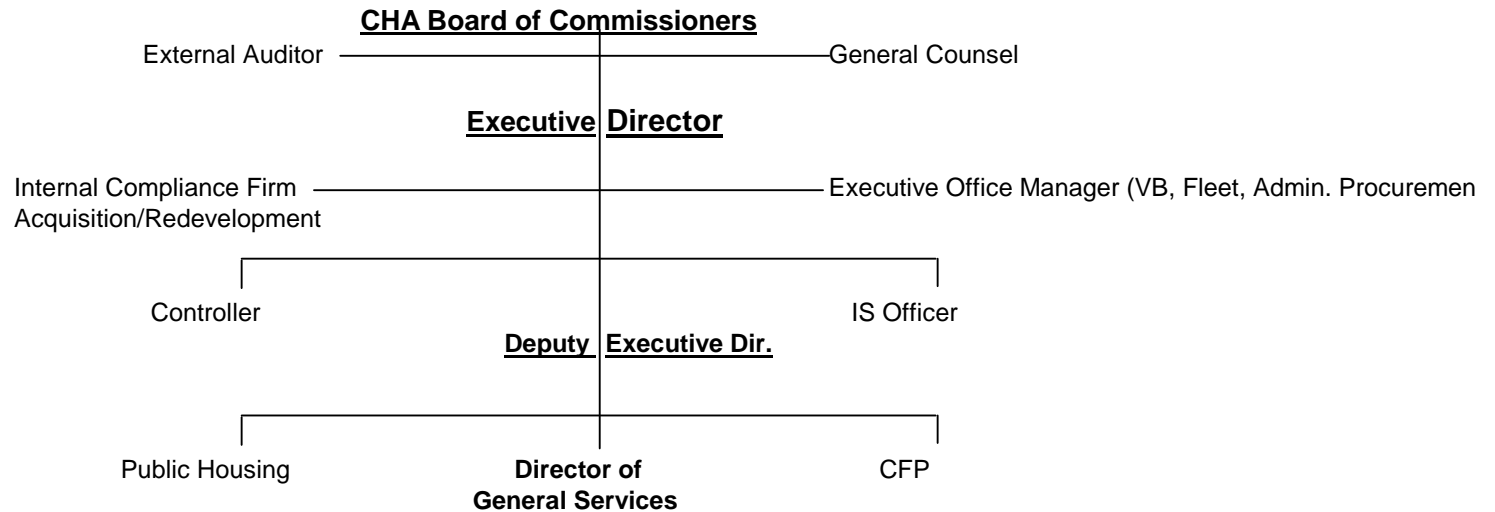 CHA Board of Commissioners
External Auditor
General Counsel
Executive Director
Internal Compliance Firm
Acquisition/Redevelopment
Executive Office Manager (VB, Fleet, Admin. Procuremen
Controller
IS Officer
Deputy Executive Dir.
Public Housing
Director of
General Services
CFP